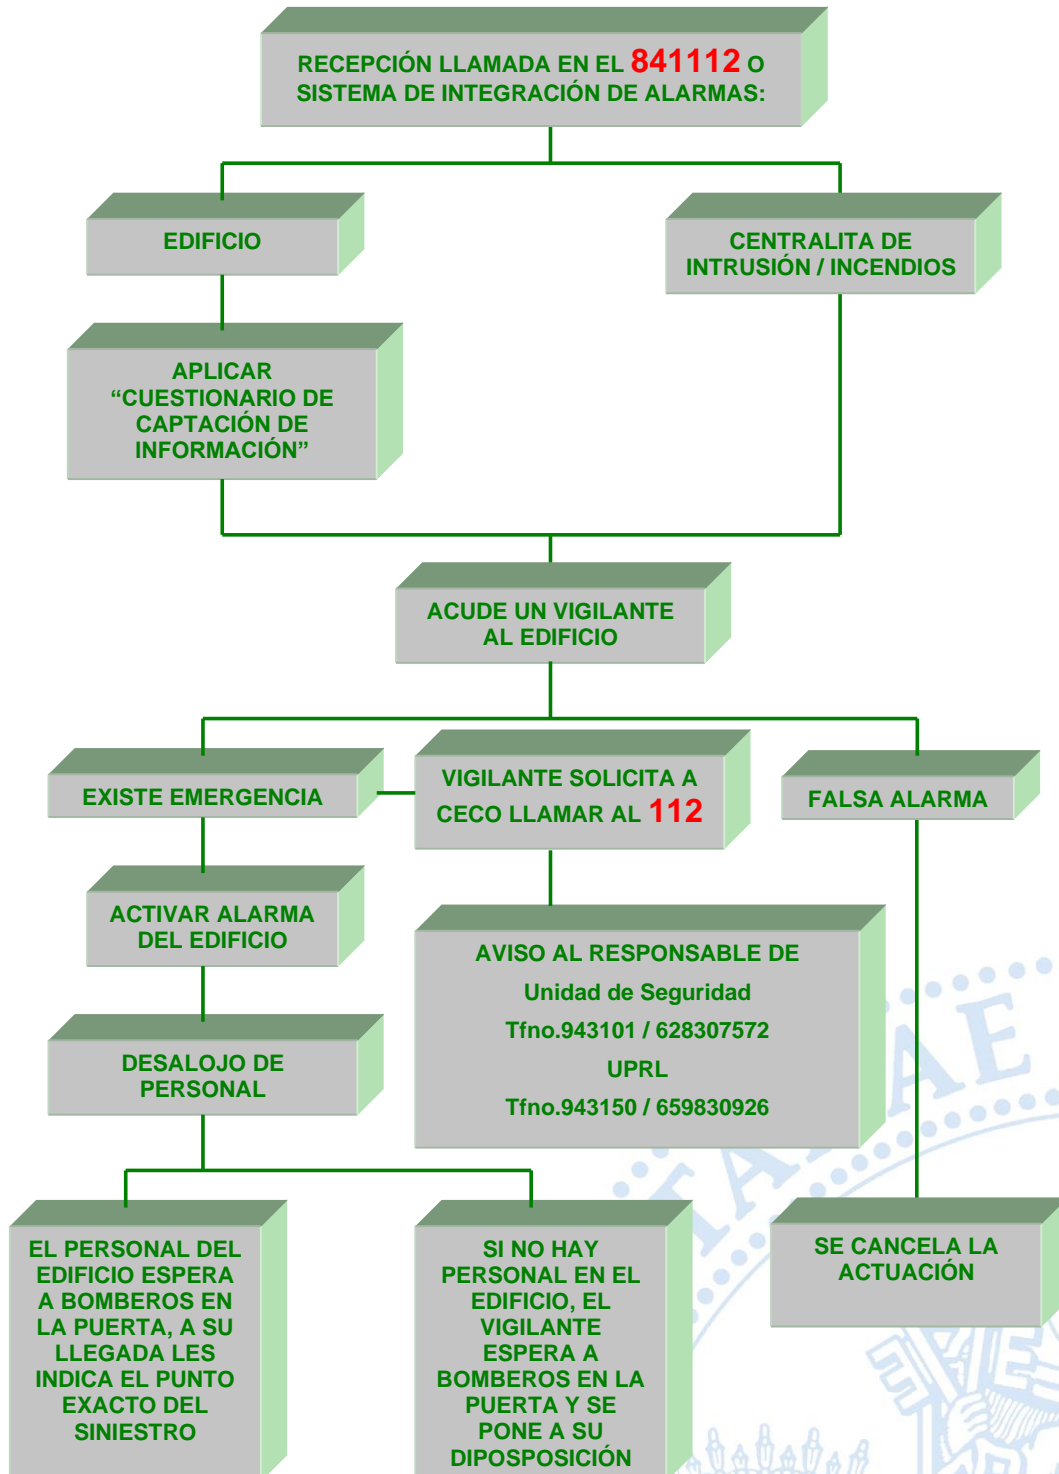 RECEPCIÓN LLAMADA EN EL 841112 O
SISTEMA DE INTEGRACIÓN DE ALARMAS:
EDIFICIO
CENTRALITA DE
INTRUSIÓN / INCENDIOS
APLICAR
“CUESTIONARIO DE
CAPTACIÓN DE
INFORMACIÓN”
ACUDE UN VIGILANTE
AL EDIFICIO
EXISTE EMERGENCIA
VIGILANTE SOLICITA A
CECO LLAMAR AL 112
FALSA ALARMA
ACTIVAR ALARMA
DEL EDIFICIO
AVISO AL RESPONSABLE DE
Unidad de Seguridad
Tfno.943101 / 628307572
UPRL
Tfno.943150 / 659830926
DESALOJO DE
PERSONAL
EL PERSONAL DEL
EDIFICIO ESPERA
A BOMBEROS EN
LA PUERTA, A SU
LLEGADA LES
INDICA EL PUNTO
EXACTO DEL
SINIESTRO
SI NO HAY
PERSONAL EN EL
EDIFICIO, EL
VIGILANTE
ESPERA A
BOMBEROS EN LA
PUERTA Y SE
PONE A SU
DIPOSPOSICIÓN
SE CANCELA LA
ACTUACIÓN